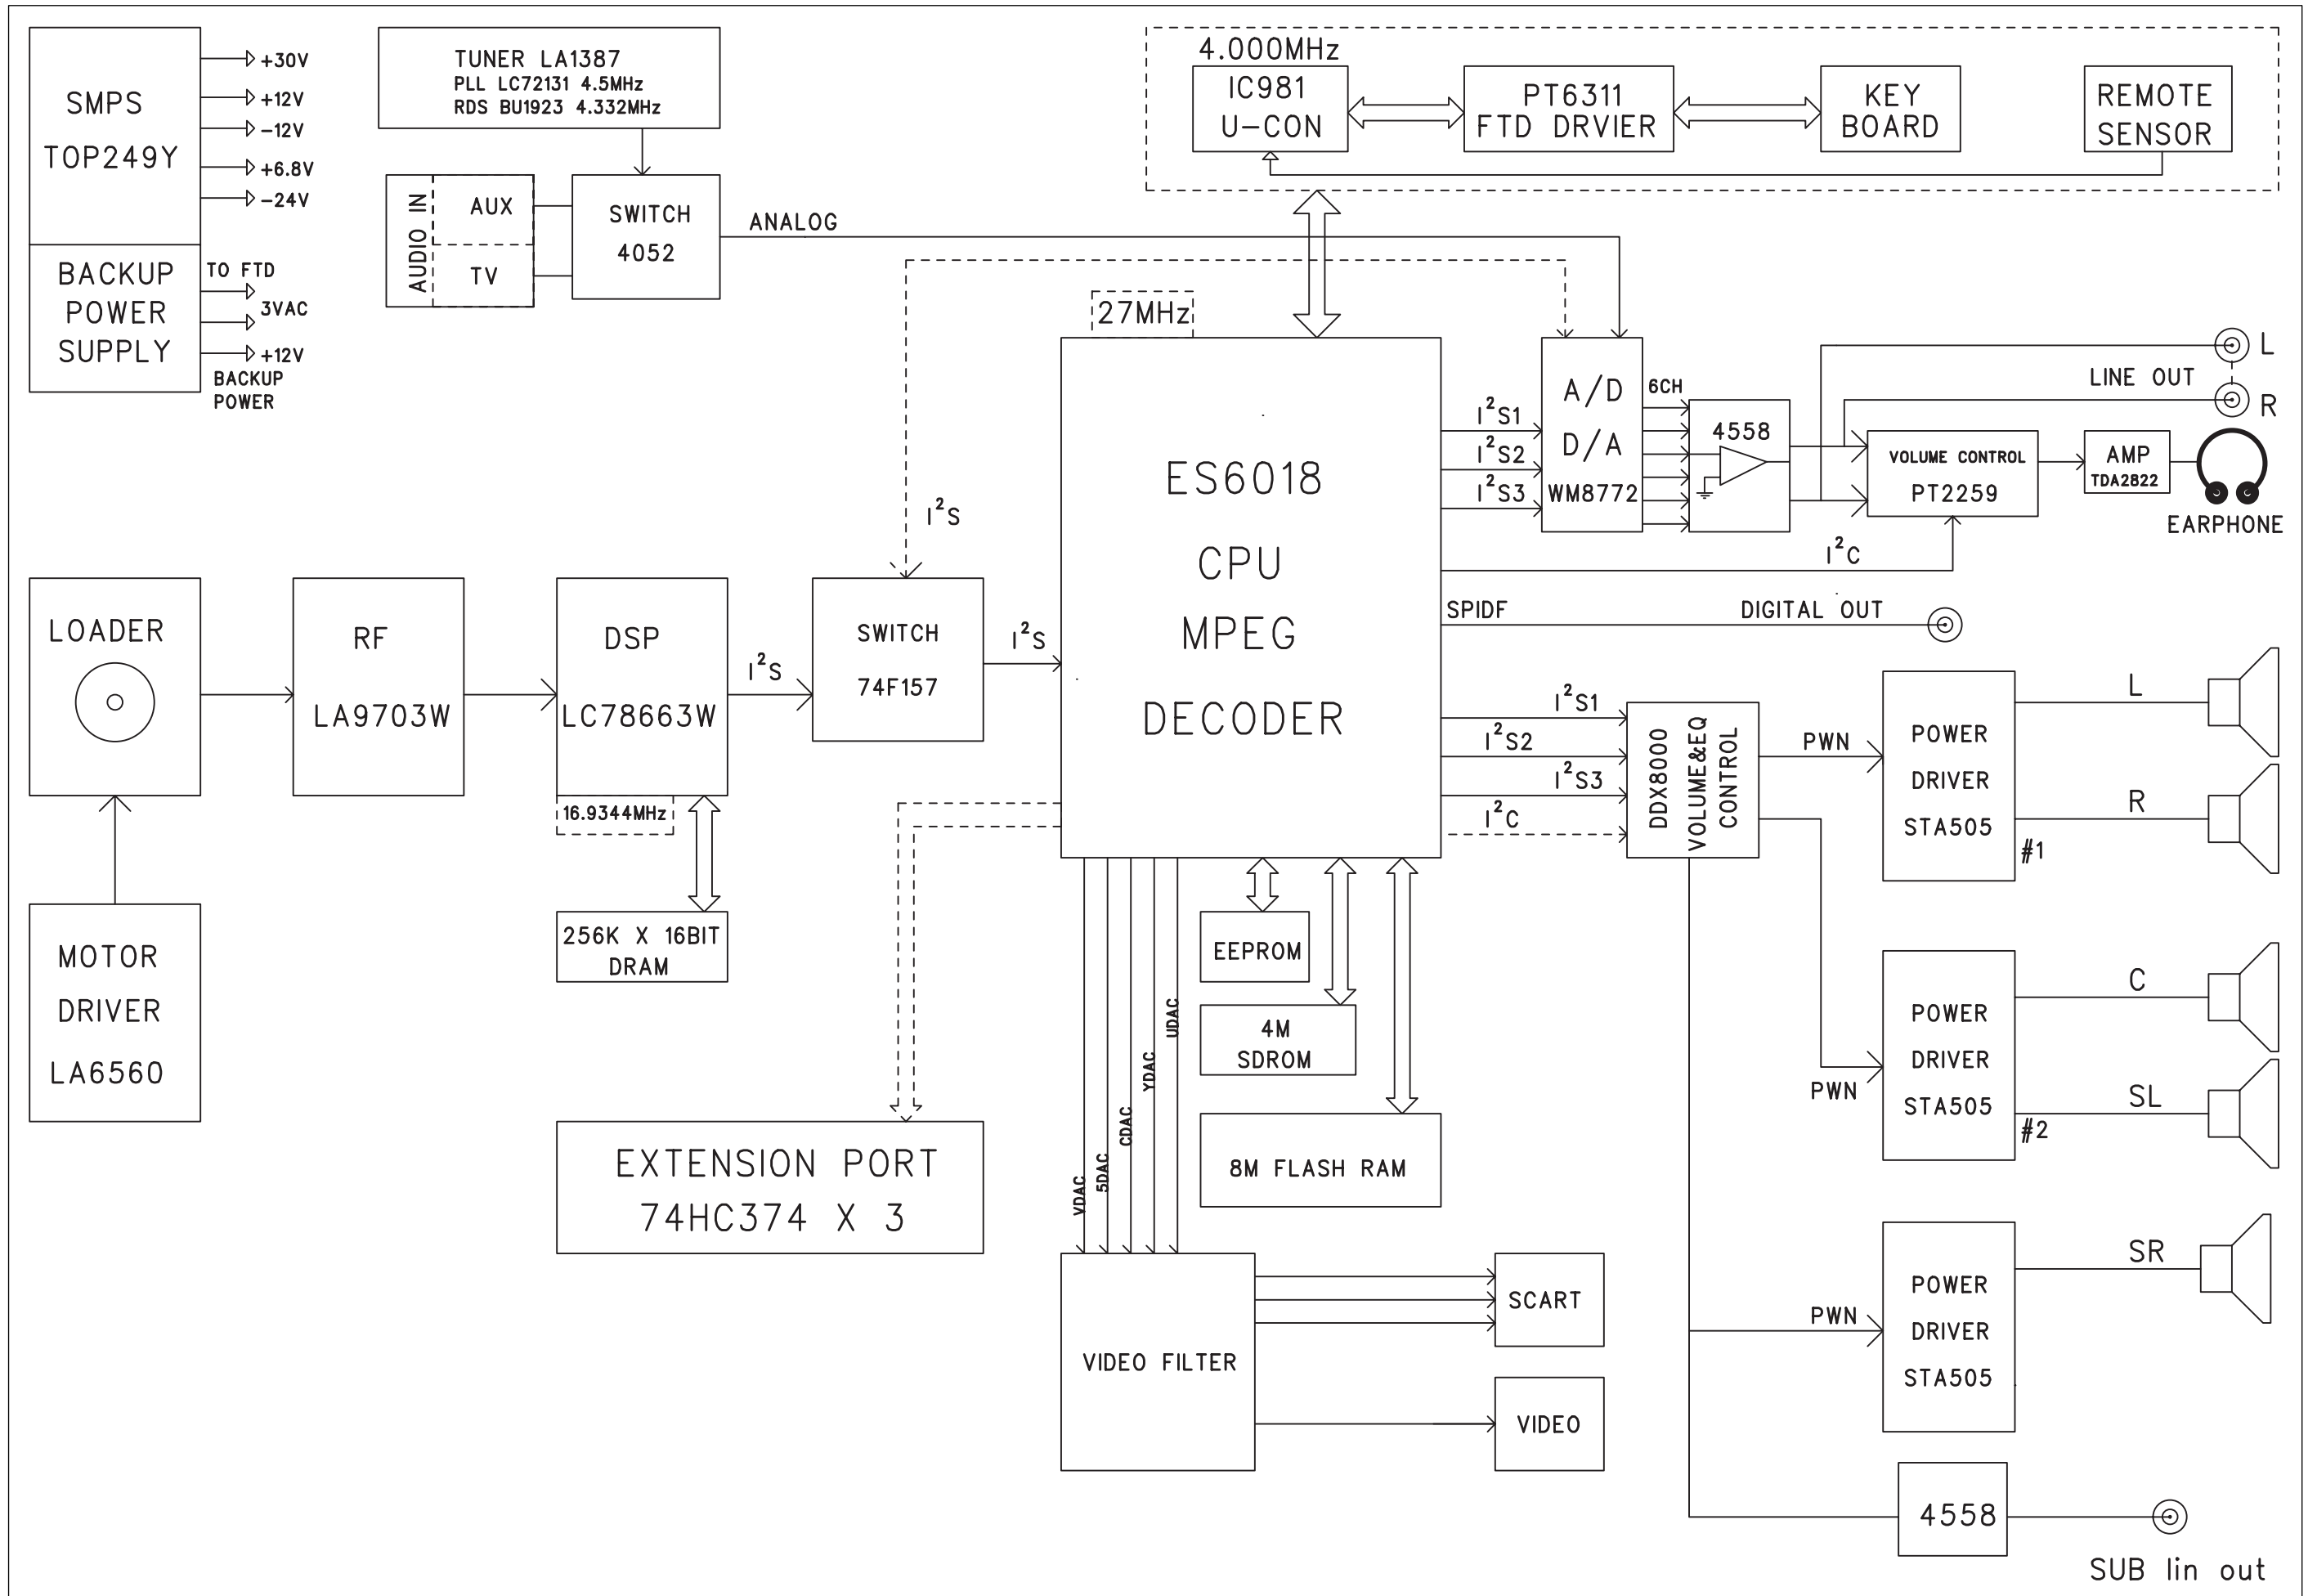 SMPS
TOP249Y
+30V
+12V
-12V
+6.8V
-24V
BACKUP
POWER
SUPPLY
TO FTD
3VAC
+12V
BACKUP
POWER
TUNER LA1387
PLL LC72131 4.5MHz
RDS BU1923 4.332MHz
AUDIO IN
AUX
TV
SWITCH
4052
ANALOG
4.000MHz
IC981
U-CON
PT6311
FTD DRVIER
KEY
BOARD
REMOTE
SENSOR
27MHz
ES6018
CPU
MPEG
DECODER
I²S1
I²S2
I²S3
A/D
D/A
WM8772
6CH
4558
LINE OUT
L
R
VOLUME CONTROL
PT2259
AMP
TDA2822
EARPHONE
I²C
SPIDF
DIGITAL OUT
I²S
LOADER
RF
LA9703W
DSP
LC78663W
16.9344MHz
I²S
SWITCH
74F157
I²S
MOTOR
DRIVER
LA6560
256K X 16BIT
DRAM
EXTENSION PORT
74HC374 X 3
I²S1
I²S2
I²S3
I²C
DDX8000
VOLUME&EQ
CONTROL
PWN
POWER
DRIVER
STA505
#1
L
R
PWN
POWER
DRIVER
STA505
#2
C
SL
PWN
POWER
DRIVER
STA505
SR
4558
SUB lin out
EEPROM
4M
SDROM
8M FLASH RAM
VDAC
5DAC
CDAC
YDAC
UDAC
VIDEO FILTER
SCART
VIDEO